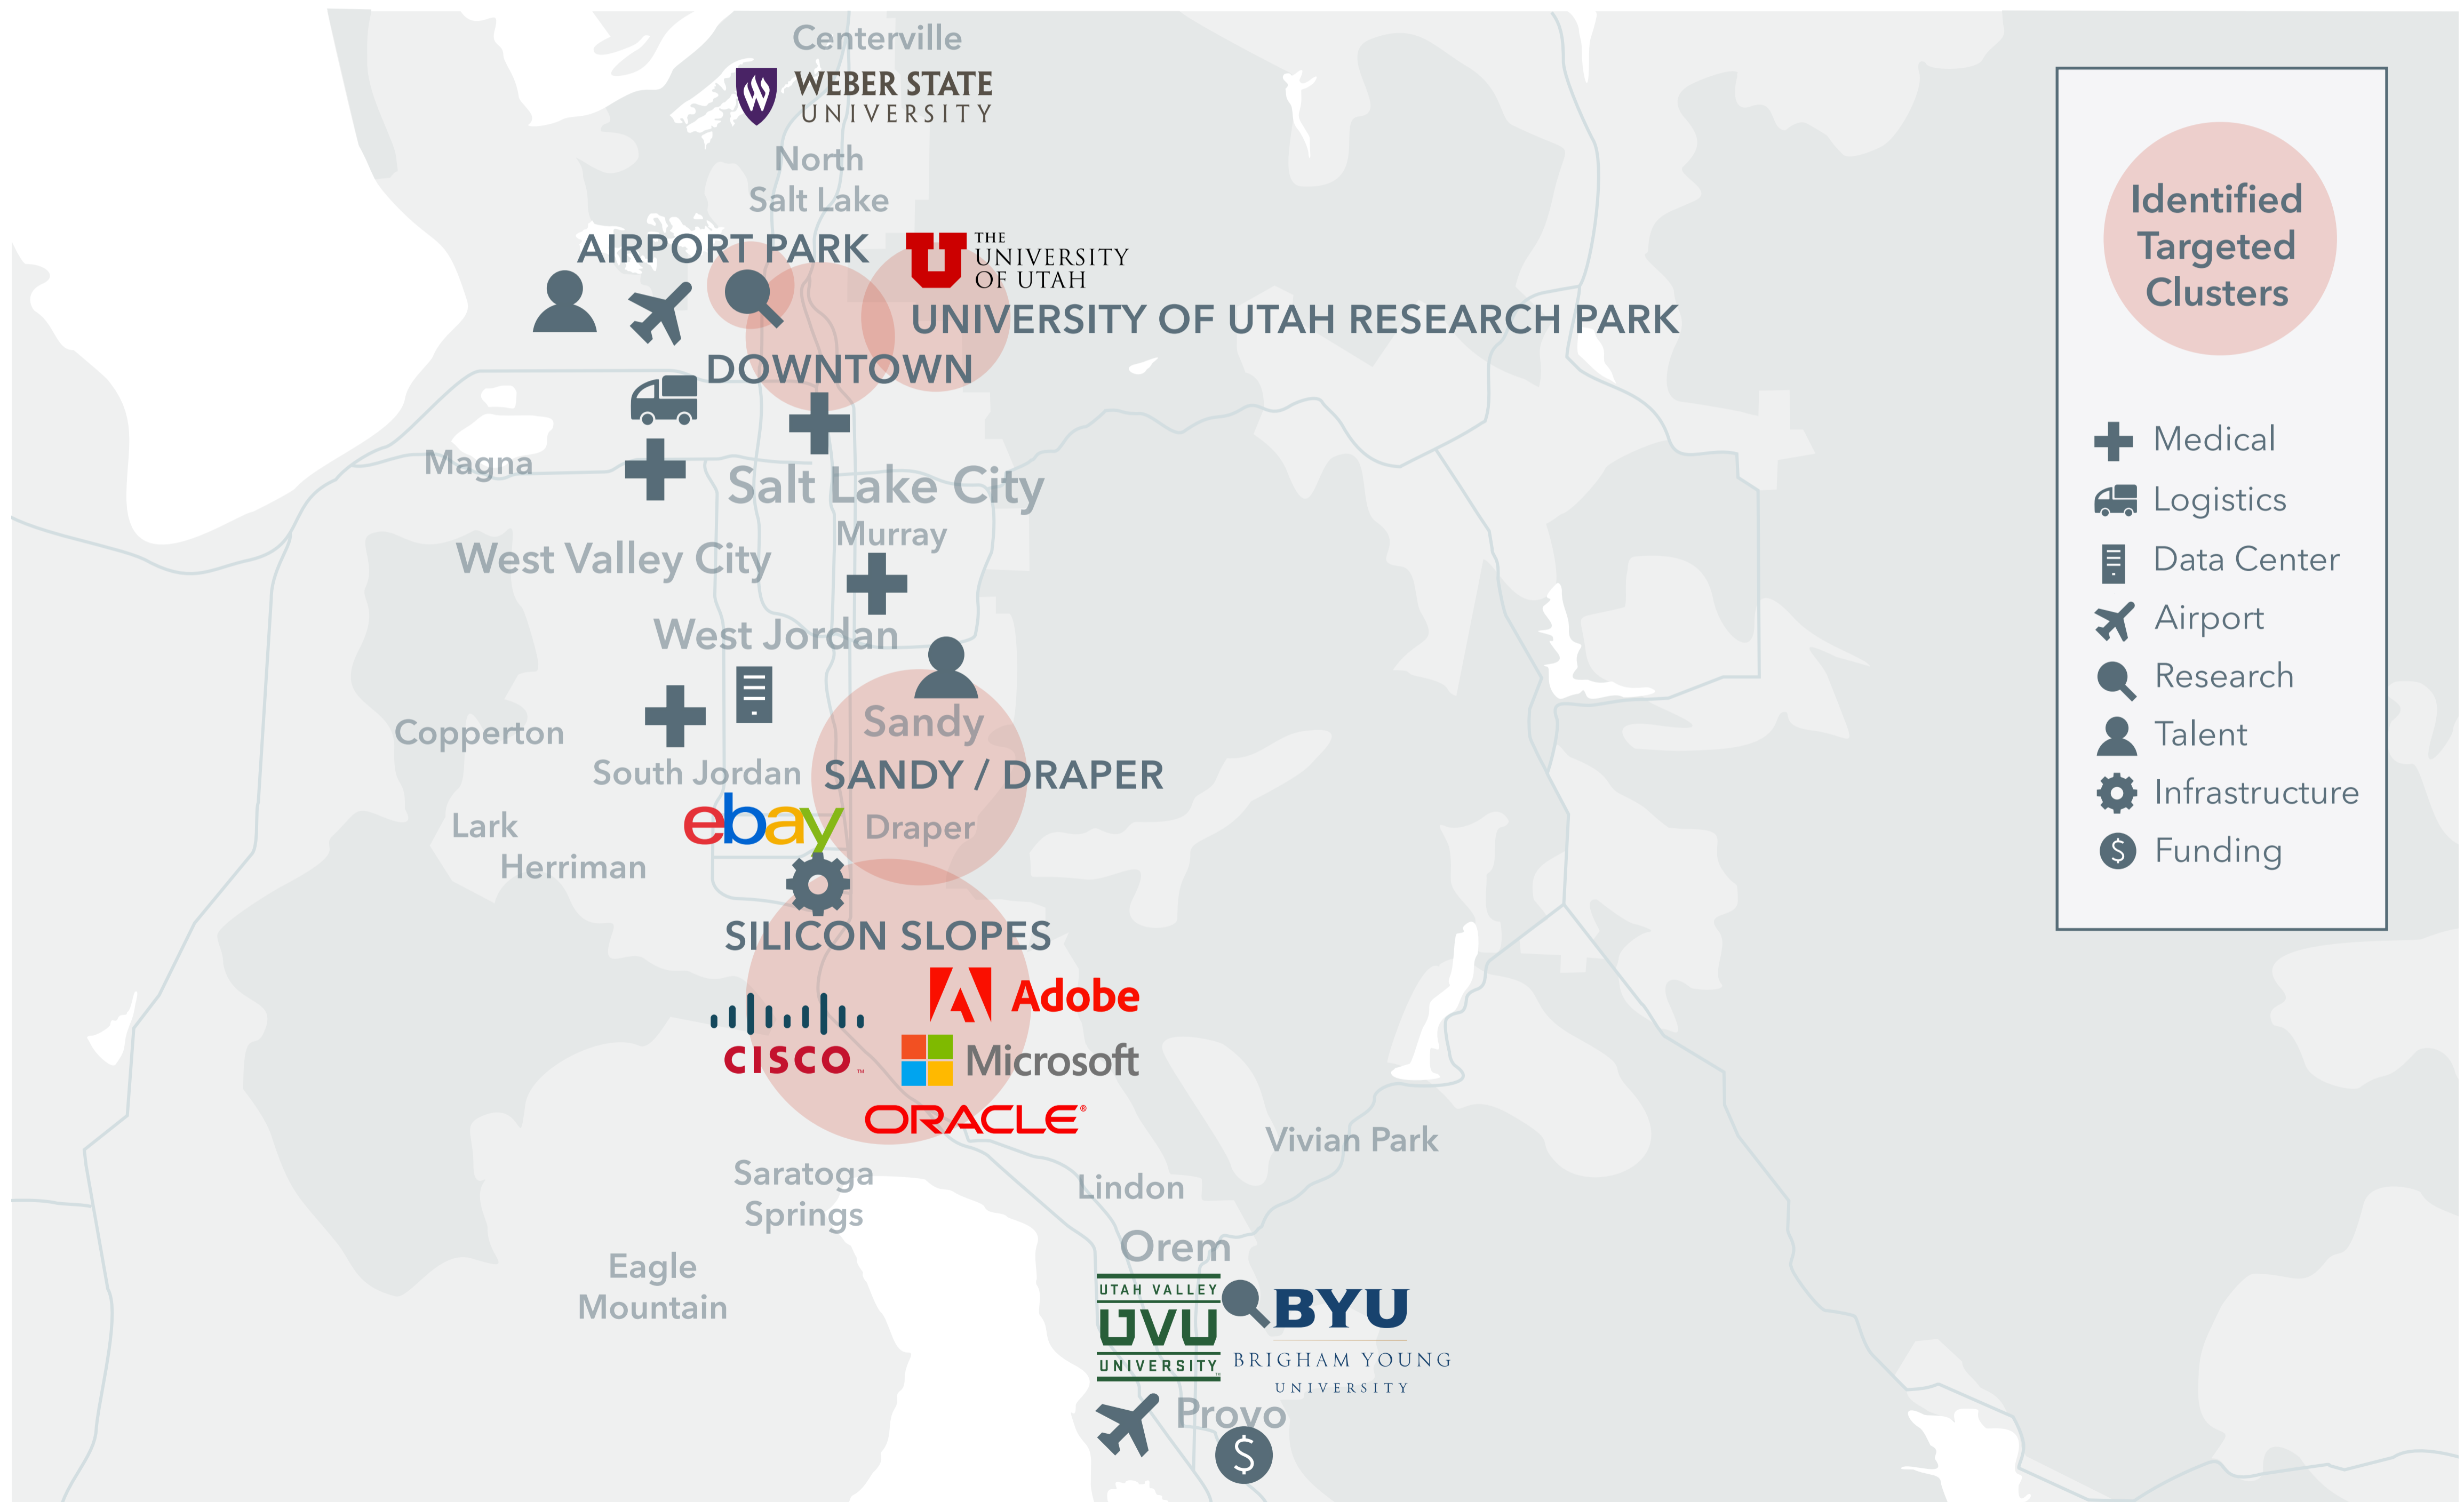 Centerville
WEBER STATE
UNIVERSITY
North
Salt Lake
AIRPORT PARK
THE
UNIVERSITY
OF UTAH
UNIVERSITY OF UTAH RESEARCH PARK
DOWNTOWN
Magna
Salt Lake City
Murray
West Valley City
West Jordan
Sandy
Copperton
South Jordan
SANDY / DRAPER
ebay
Draper
Lark
Herriman
SILICON SLOPES
Adobe
CISCO™
Microsoft
ORACLE®
Vivian Park
Saratoga
Springs
Lindon
Orem
Eagle
Mountain
UTAH VALLEY
UVU
UNIVERSITY™
BYU
BRIGHAM YOUNG
UNIVERSITY
Provo
$
Identified
Targeted
Clusters
Medical
Logistics
Data Center
Airport
Research
Talent
Infrastructure
$ Funding